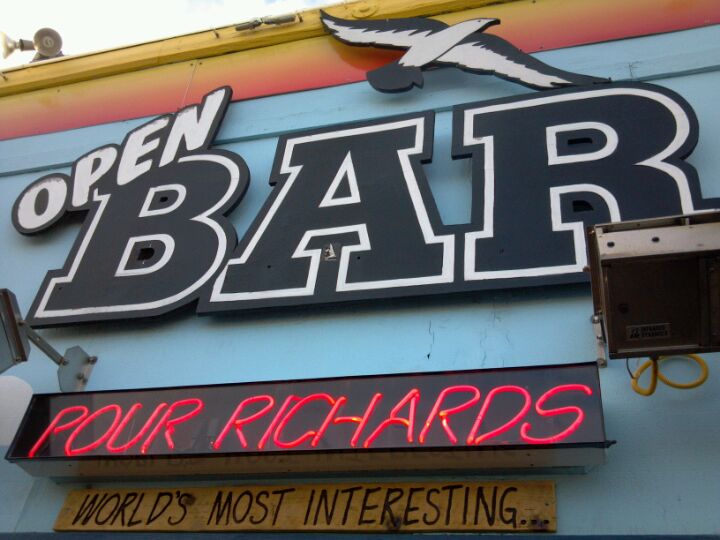 OPEN
BAR
POUR RICHARDS
WORLD'S MOST INTERESTING...